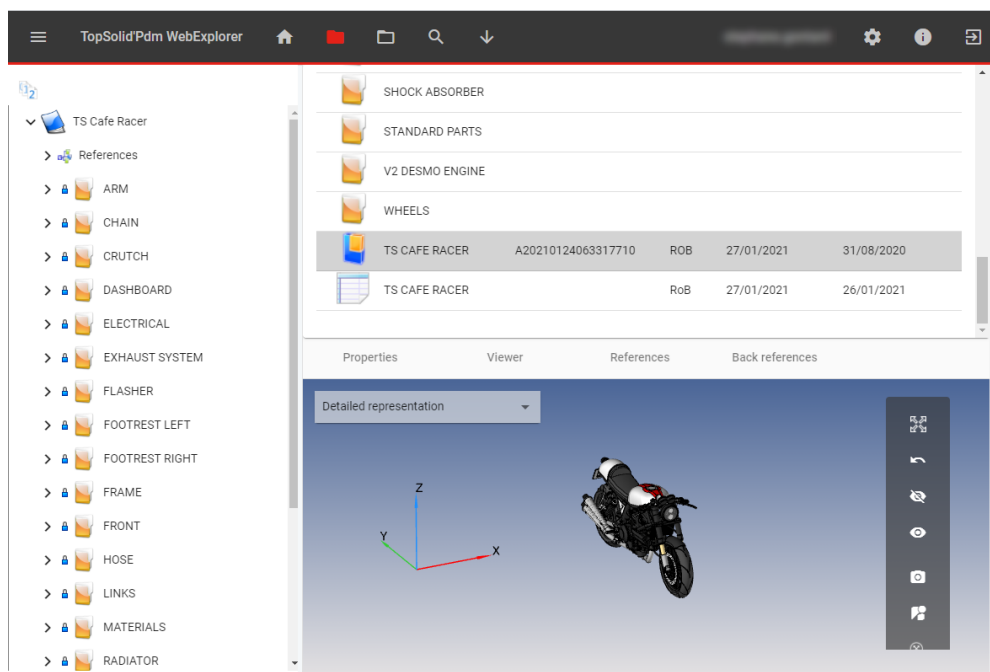 TopSolid'Pdm WebExplorer
TS Cafe Racer
References
ARM
CHAIN
CRUTCH
DASHBOARD
ELECTRICAL
EXHAUST SYSTEM
FLASHER
FOOTREST LEFT
FOOTREST RIGHT
FRAME
FRONT
HOSE
LINKS
MATERIALS
RADIATOR
SHOCK ABSORBER
STANDARD PARTS
V2 DESMO ENGINE
WHEELS
TS CAFE RACER A20210124063317710 ROB 27/01/2021 31/08/2020
TS CAFE RACER RoB 27/01/2021 26/01/2021
Properties Viewer References Back references
Detailed representation
Z
Y
X